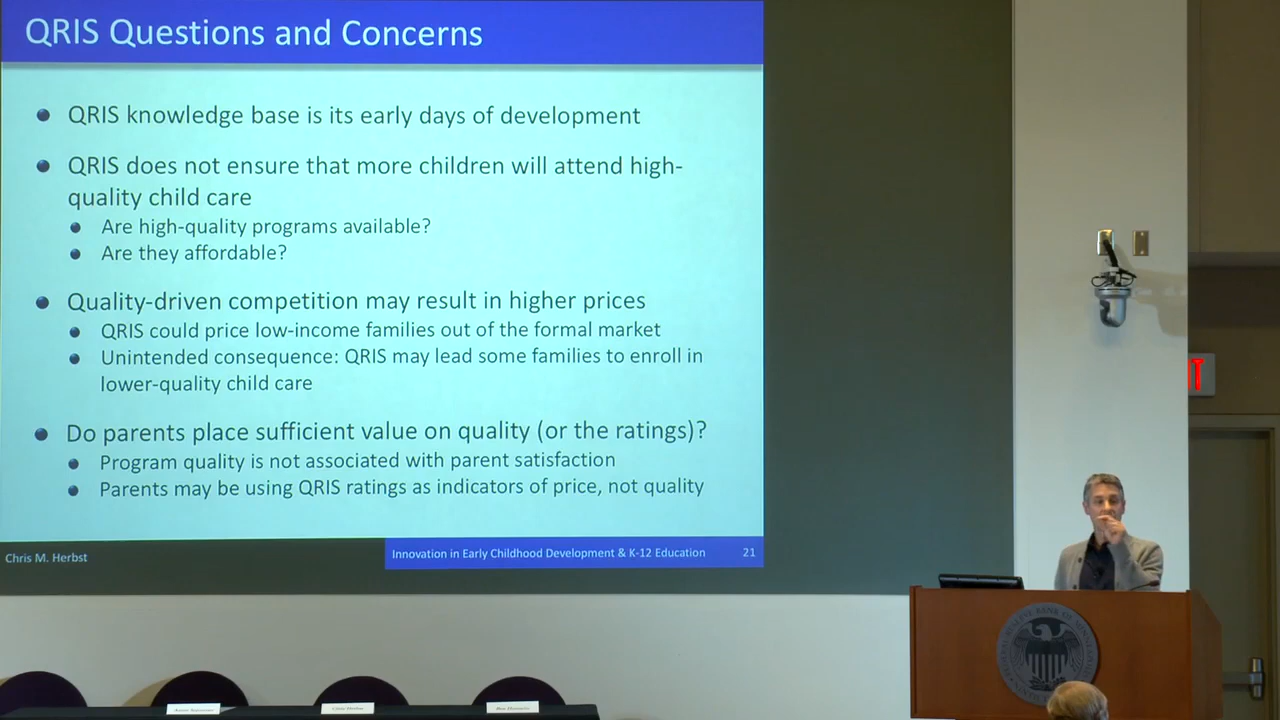 QRIS Questions and Concerns
QRIS knowledge base is its early days of development
QRIS does not ensure that more children will attend high-
quality child care
Are high-quality programs available?
Are they affordable?
Quality-driven competition may result in higher prices
QRIS could price low-income families out of the formal market
Unintended consequence: QRIS may lead some families to enroll in
lower-quality child care
Do parents place sufficient value on quality (or the ratings)?
Program quality is not associated with parent satisfaction
Parents may be using QRIS ratings as indicators of price, not quality
Chris M. Herbst
Innovation in Early Childhood Development & K-12 Education
21